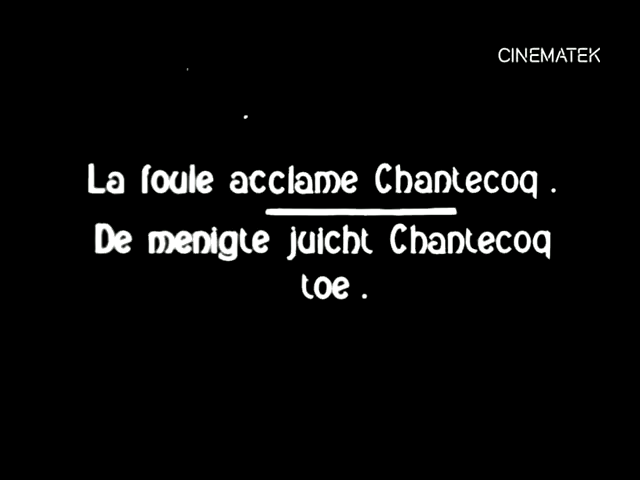 CINEMATEK
La foule acclame Chantecoq .
De menigte juicht Chantecoq
toe .